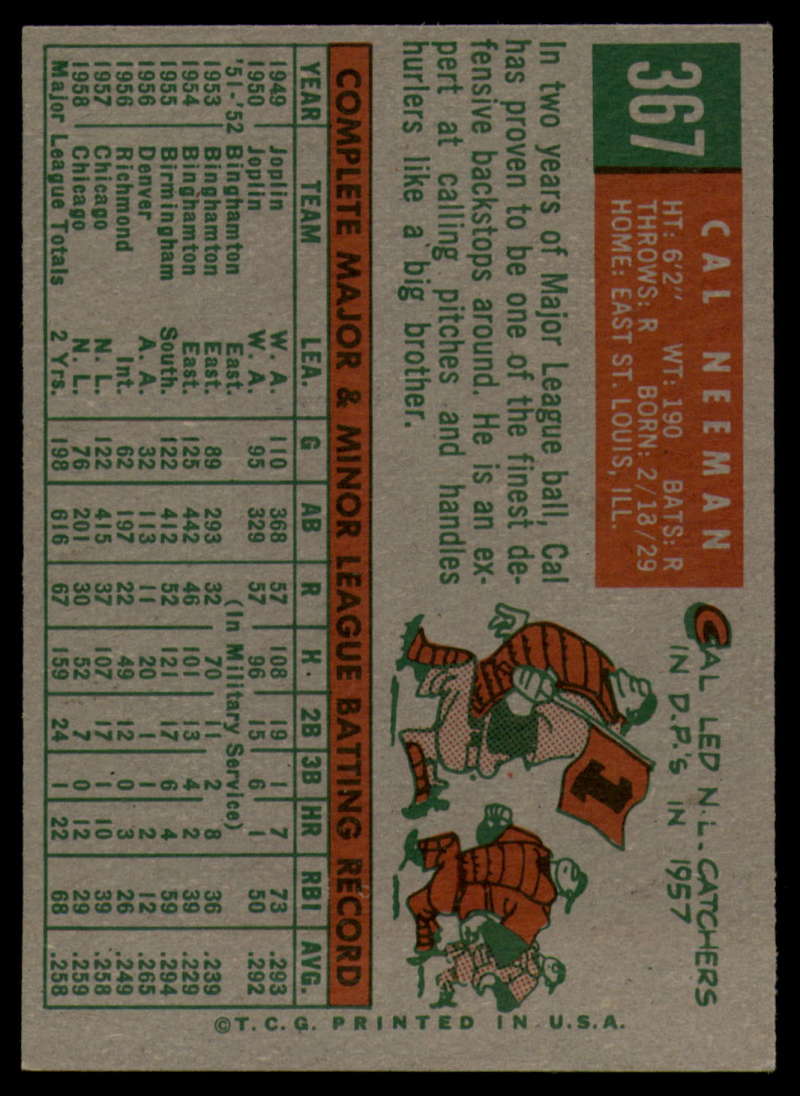 367
CAL NEEMAN
HT: 6'2" WT: 190 BATS: R
THROWS: R BORN: 2/18/29
HOME: EAST ST. LOUIS, ILL.
In two years of Major League ball, Cal
has proven to be one of the finest de-
fensive backstops around. He is an ex-
pert at calling pitches and handles
hurlers like a big brother.
CAL LED N.L. CATCHERS
IN D.P.'S IN 1957
1
COMPLETE MAJOR & MINOR LEAGUE BATTING RECORD
YEAR TEAM LEA. G AB R H. 2B 3B HR RBI AVG.
1949 Joplin W. A. 110 368 57 108 19 1 7 73 .293
1950 Joplin W. A. 95 329 57 96 15 6 1 50 .292
'51-'52 Binghamton East. (In Military Service)
1953 Binghamton East. 89 293 32 70 11 2 8 36 .239
1954 Binghamton East. 125 442 46 101 13 4 2 39 .229
1955 Birmingham South. 122 412 52 121 17 6 4 59 .294
1956 Denver A. A. 32 113 11 20 1 1 2 12 .265
1956 Richmond Int. 62 197 22 49 12 0 3 26 .249
1957 Chicago N. L. 122 415 37 107 17 1 10 39 .258
1958 Chicago N. L. 76 201 30 52 7 0 12 29 .259
Major League Totals 2 Yrs. 198 616 67 159 24 1 22 68 .258
©T.C.G. PRINTED IN U.S.A.